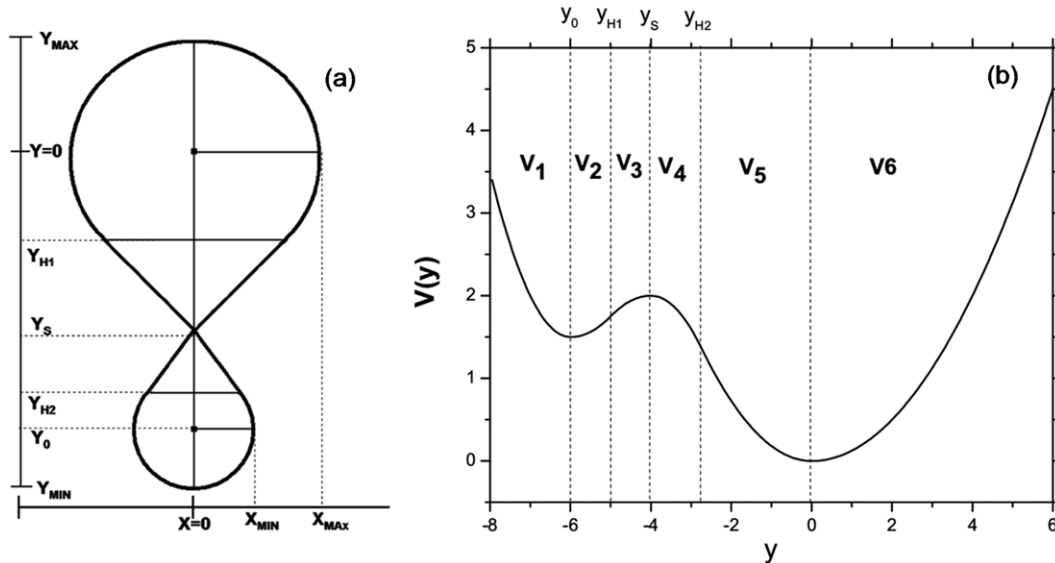 Y_MAX
(a)
Y=0
Y_H1
Y_S
Y_H2
Y_0
Y_MIN
X=0
X_MIN
X_MAx
y_0
y_H1
y_S
y_H2
5
(b)
4
V_1
V_2
V_3
V_4
V_5
V6
3
V(y)
2
1
0
-8
-6
-4
-2
0
2
4
6
y